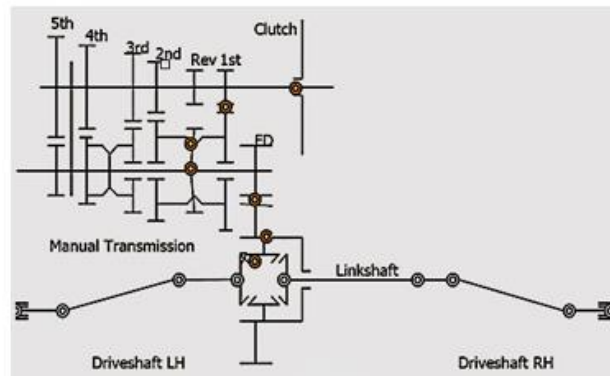 5th
4th
3rd
2nd
Rev 1st
Clutch
FD
Manual Transmission
Linkshaft
Driveshaft LH
Driveshaft RH